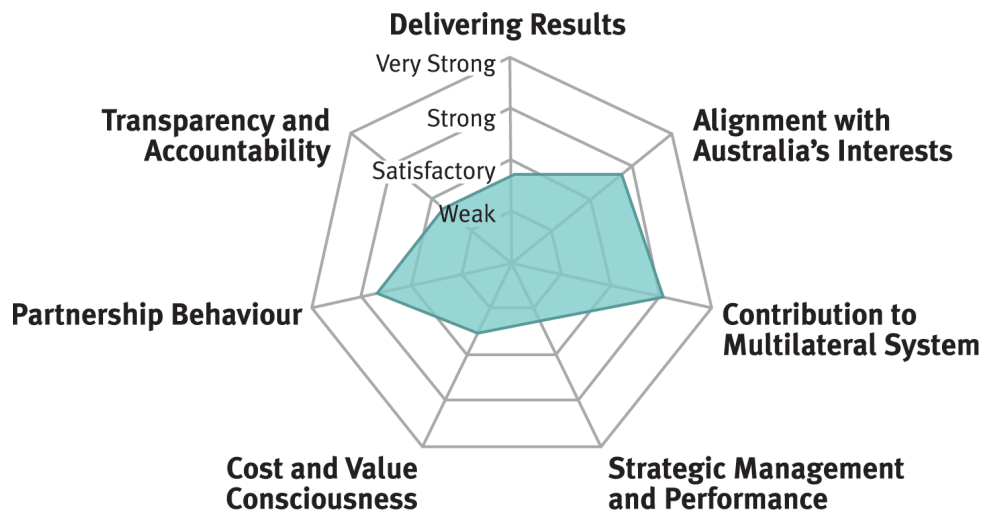 Delivering Results
Very Strong
Strong
Satisfactory
Weak
Transparency and
Accountability
Alignment with
Australia’s Interests
Partnership Behaviour
Contribution to
Multilateral System
Cost and Value
Consciousness
Strategic Management
and Performance